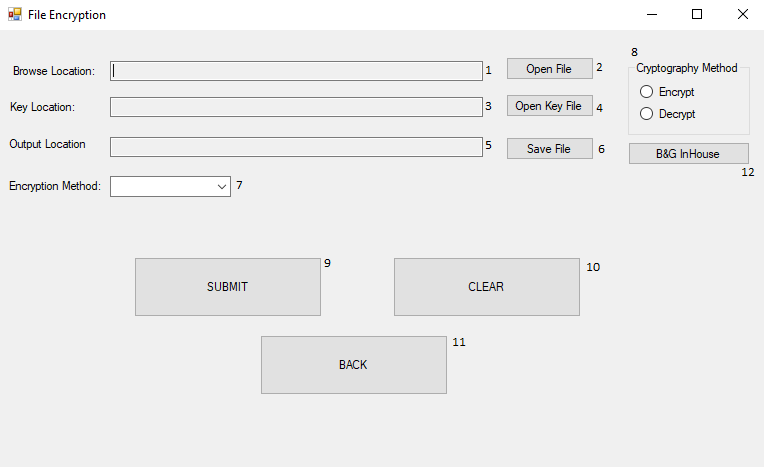 File Encryption
8
Browse Location: 1 Open File 2 Cryptography Method
Encrypt
Key Location: 3 Open Key File 4
Decrypt
Output Location 5 Save File 6 B&G InHouse
12
Encryption Method: 7
SUBMIT 9 CLEAR 10
BACK 11